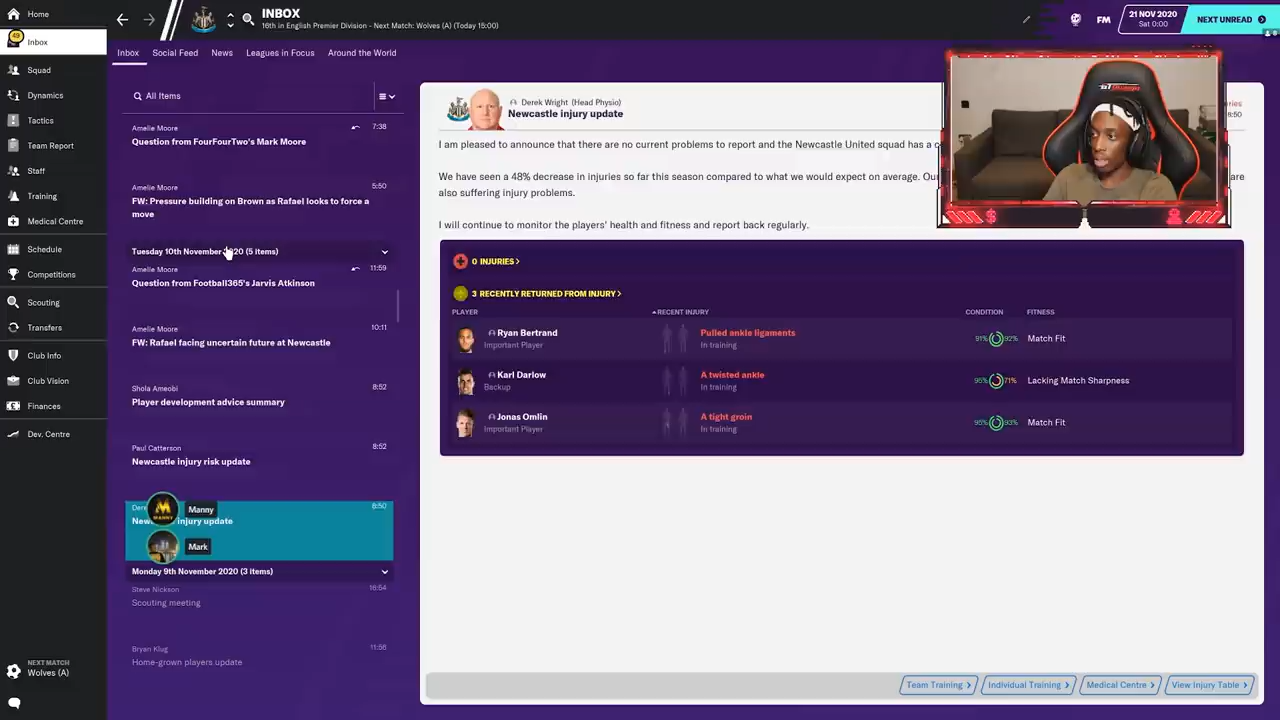 Home
49
Inbox
Squad
Dynamics
Tactics
Team Report
Staff
Training
Medical Centre
Schedule
Competitions
Scouting
Transfers
Club Info
Club Vision
Finances
Dev. Centre
NEXT MATCH
Wolves (A)
INBOX
16th in English Premier Division - Next Match: Wolves (A) (Today 15:00)
FM
21 NOV 2020
Sat 0:00
NEXT UNREAD
Inbox
Social Feed
News
Leagues in Focus
Around the World
All Items
Amelie Moore
7:38
Question from FourFourTwo's Mark Moore
Amelie Moore
5:50
FW: Pressure building on Brown as Rafael looks to force a
move
Tuesday 10th November 2020 (5 items)
Amelie Moore
11:59
Question from Football365's Jarvis Atkinson
Amelie Moore
10:11
FW: Rafael facing uncertain future at Newcastle
Shola Ameobi
8:52
Player development advice summary
Paul Catterson
8:52
Newcastle injury risk update
8:50
injury update
Manny
Mark
Monday 9th November 2020 (3 items)
Steve Nickson
16:54
Scouting meeting
Bryan Klug
11:56
Home-grown players update
Derek Wright (Head Physio)
Newcastle injury update
I am pleased to announce that there are no current problems to report and the Newcastle United squad has a
We have seen a 48% decrease in injuries so far this season compared to what we would expect on average. Our
also suffering injury problems.
I will continue to monitor the players' health and fitness and report back regularly.
0 INJURIES
3 RECENTLY RETURNED FROM INJURY
PLAYER
RECENT INJURY
CONDITION
FITNESS
Ryan Bertrand
Important Player
Pulled ankle ligaments
In training
91% 92%
Match Fit
Karl Darlow
Backup
A twisted ankle
In training
95% 71%
Lacking Match Sharpness
Jonas Omlin
Important Player
A tight groin
In training
95% 93%
Match Fit
Team Training
Individual Training
Medical Centre
View Injury Table